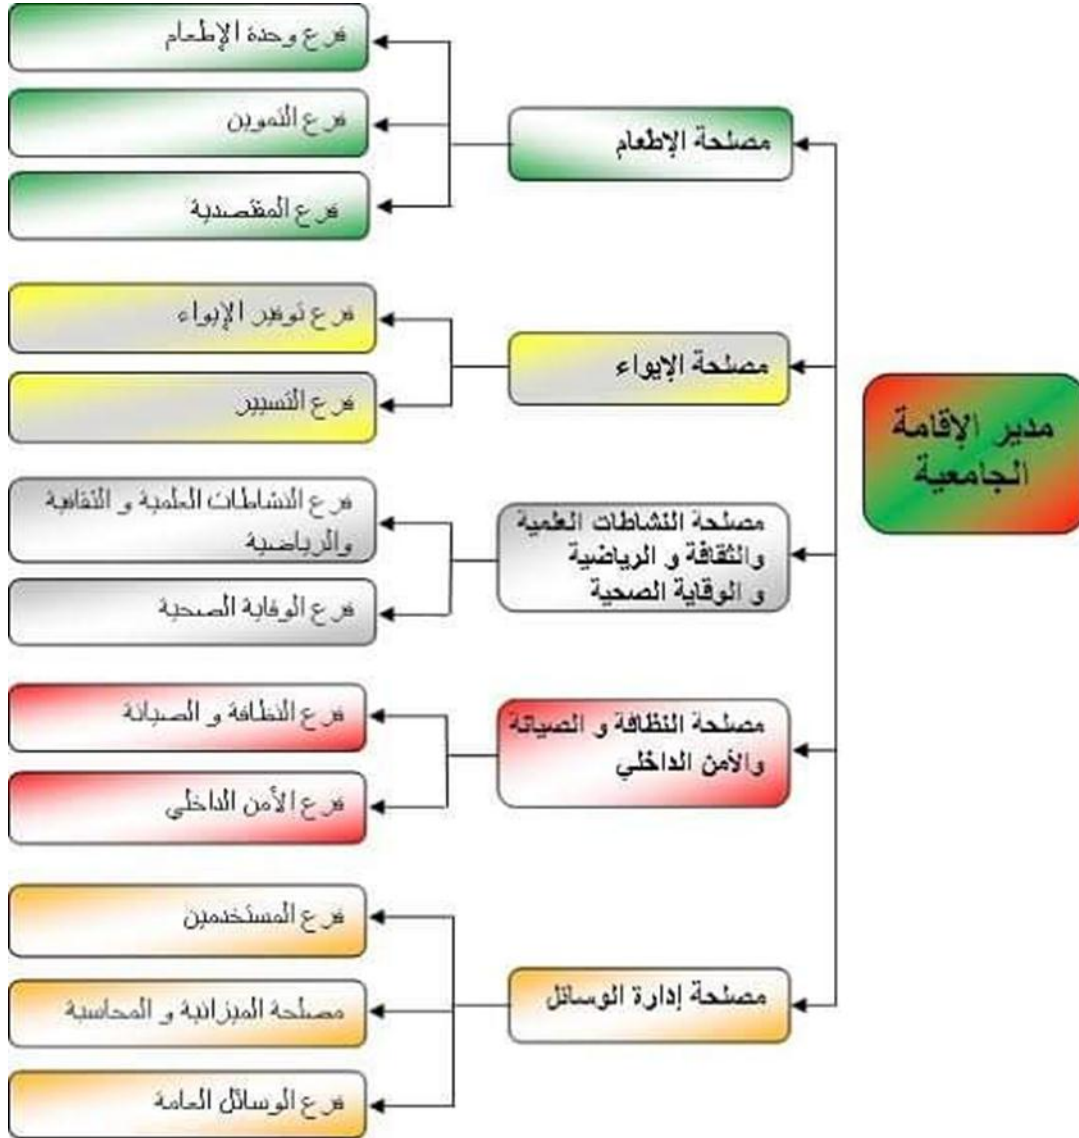 مدير الإقامة
الجامعية
مصلحة الإطعام
فرع وحدة الإطعام
فرع التموين
فرع المقتصدية
مصلحة الإيواء
فرع توفير الإيواء
فرع التسيير
مصلحة النشاطات العلمية
والثقافة و الرياضية
و الوقاية الصحية
فرع النشاطات العلمية و الثقافية
والرياضية
فرع الوقاية الصحية
مصلحة النظافة و الصيانة
والأمن الداخلي
فرع النظافة و الصيانة
فرع الأمن الداخلي
مصلحة إدارة الوسائل
فرع المستخدمين
مصلحة الميزانية و المحاسبة
فرع الوسائل العامة